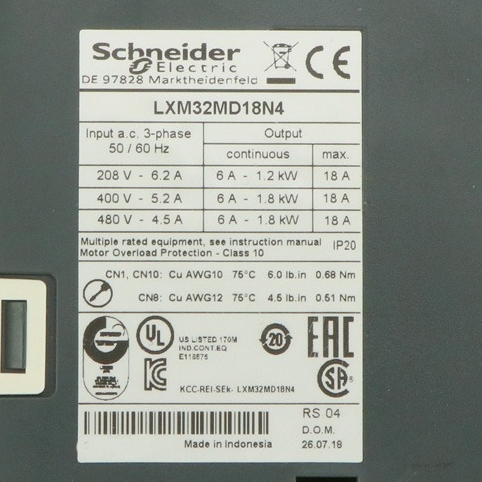 Schneider
Electric
DE 97828 Marktheidenfeld
CE
LXM32MD18N4
Input a.c. 3-phase
50 / 60 Hz
Output
continuous
max.
208 V - 6.2 A
6 A - 1.2 kW
18 A
400 V - 5.2 A
6 A - 1.8 kW
18 A
480 V - 4.5 A
6 A - 1.8 kW
18 A
Multiple rated equipment, see instruction manual
Motor Overload Protection - Class 10
IP20
CN1, CN10: Cu AWG10 75°C 6.0 lb.in 0.68 Nm
CN8: Cu AWG12 75°C 4.5 lb.in 0.51 Nm
UL
US LISTED 170M
IND.CONT.EQ
20
EAC
KCC-REI-SEk- LXM32MD18N4
RS 04
D.O.M.
Made in Indonesia
26.07.18